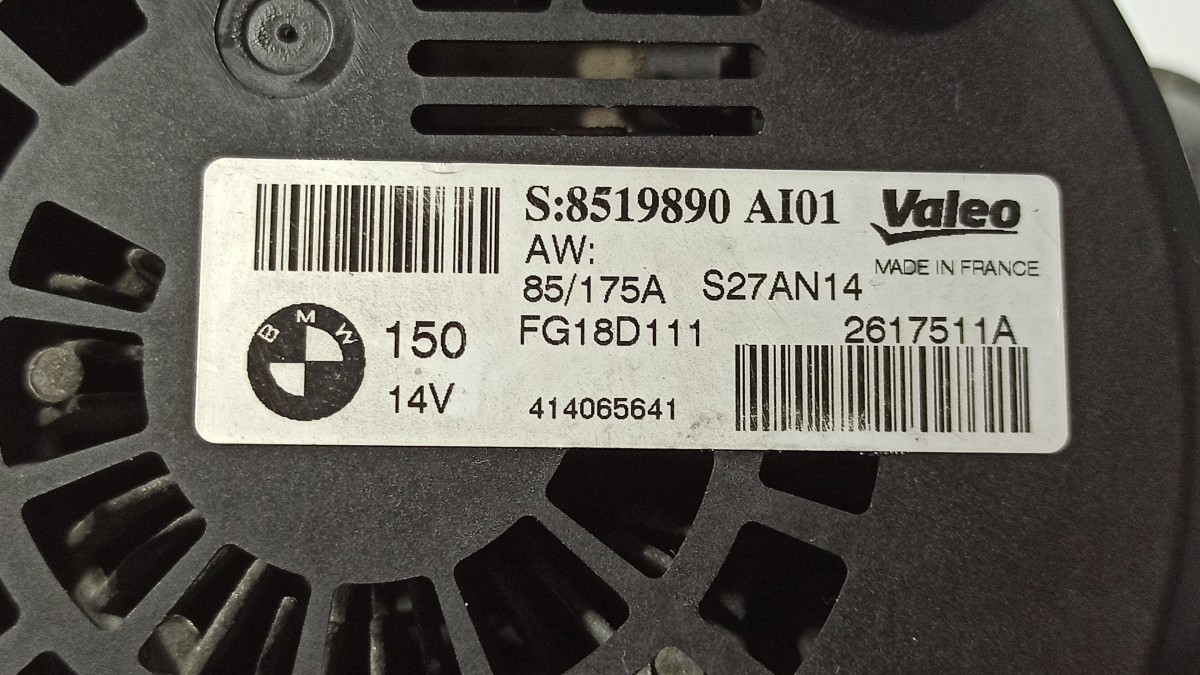 S:8519890 AI01
Valeo
AW:
MADE IN FRANCE
85/175A S27AN14
BMW
150
FG18D111
2617511A
14V
414065641